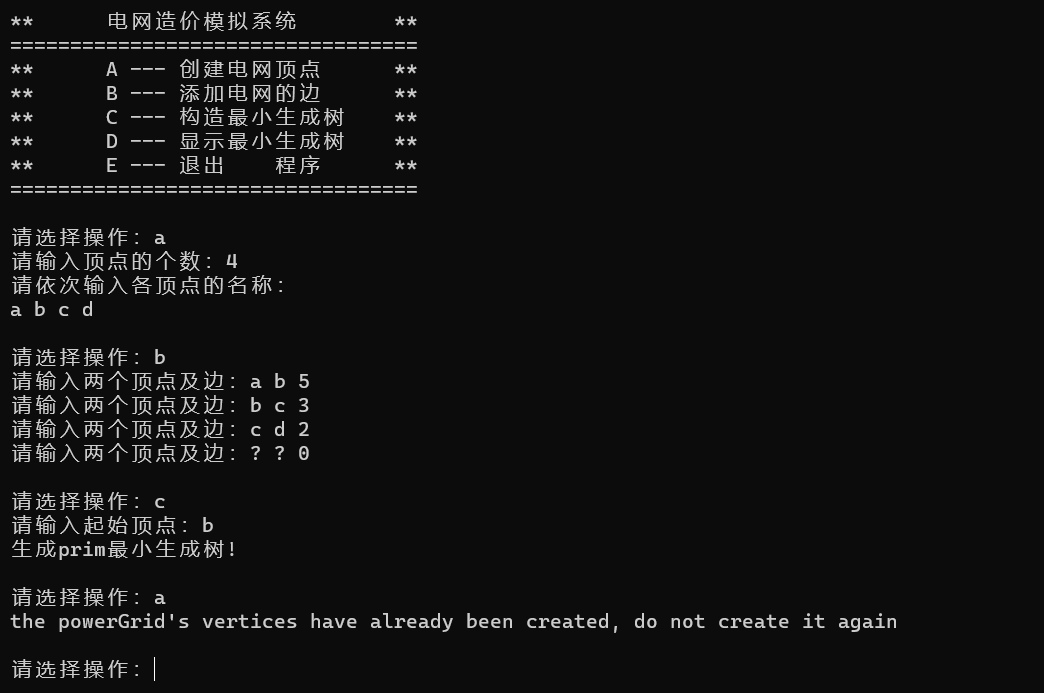 **      电网造价模拟系统        **
==================================
**      A --- 创建电网顶点      **
**      B --- 添加电网的边      **
**      C --- 构造最小生成树    **
**      D --- 显示最小生成树    **
**      E --- 退出    程序      **
==================================
请选择操作：a
请输入顶点的个数：4
请依次输入各顶点的名称：
a b c d
请选择操作：b
请输入两个顶点及边：a b 5
请输入两个顶点及边：b c 3
请输入两个顶点及边：c d 2
请输入两个顶点及边：? ? 0
请选择操作：c
请输入起始顶点：b
生成prim最小生成树!
请选择操作：a
the powerGrid's vertices have already been created, do not create it again
请选择操作：